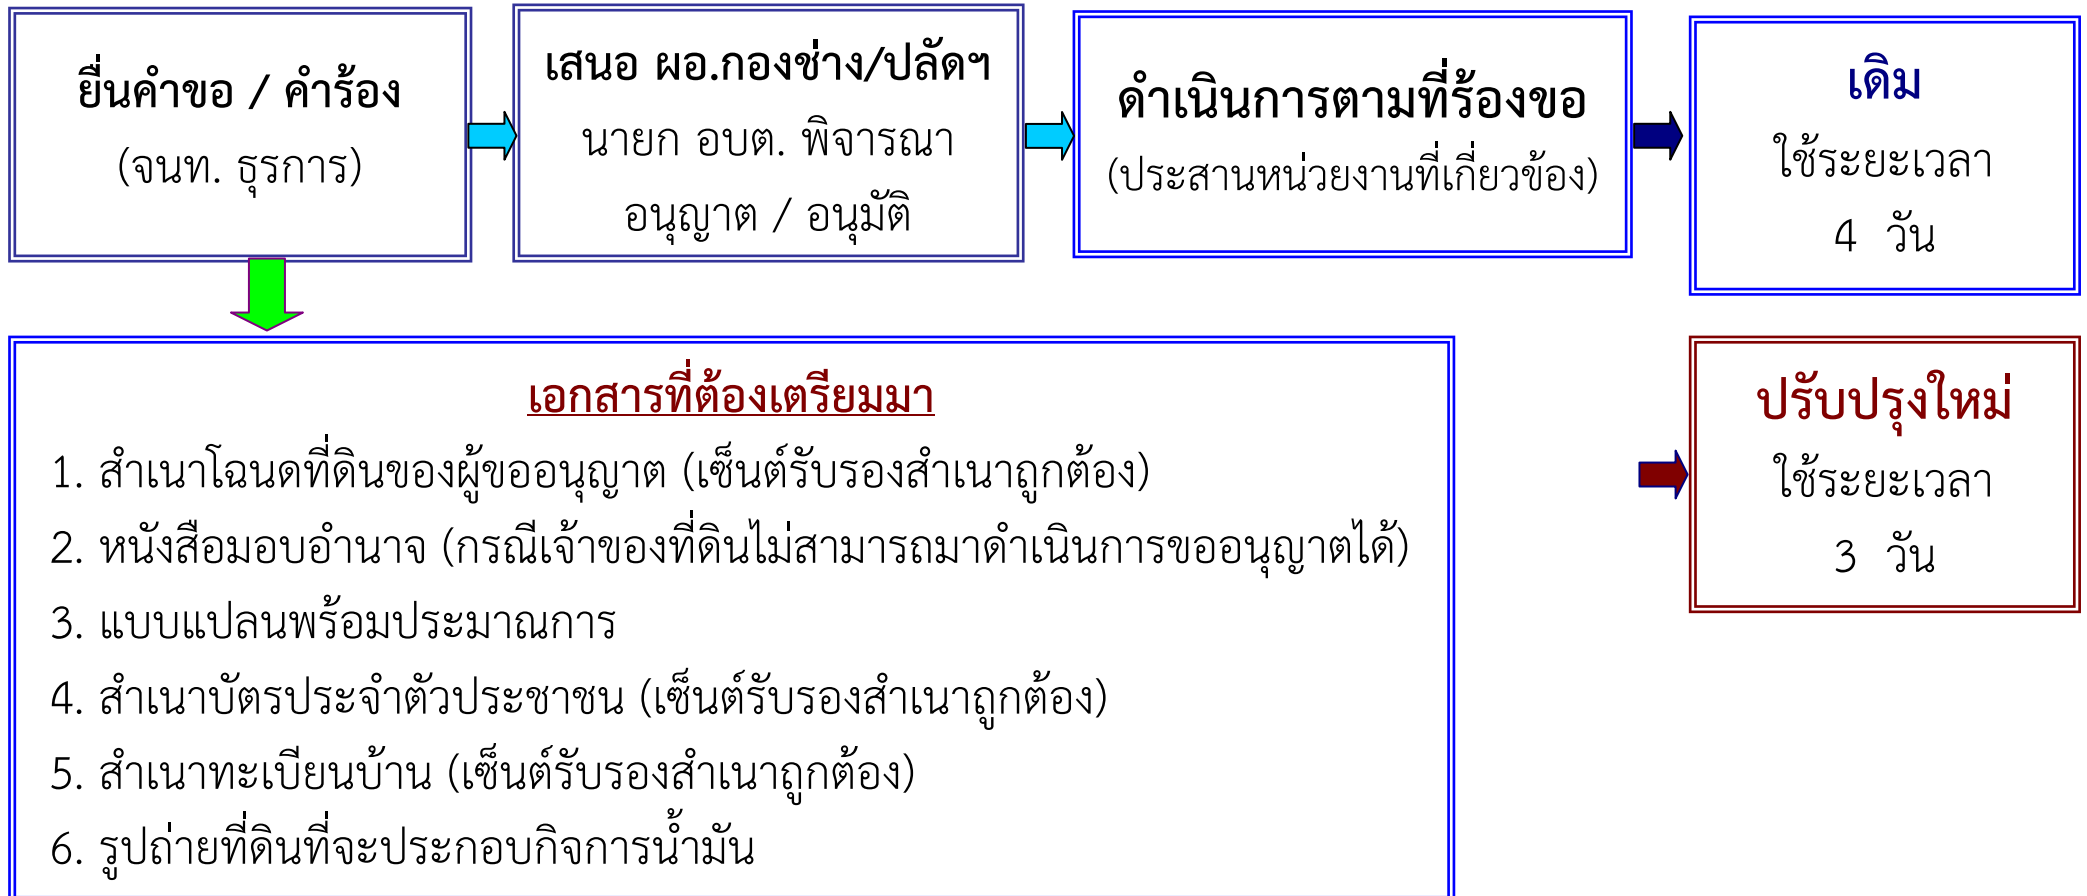 ยื่นคำขอ / คำร้อง
(จนท. ธุรการ)
เสนอ ผอ.กองช่าง/ปลัดฯ
นายก อบต. พิจารณา
อนุญาต / อนุมัติ
ดำเนินการตามที่ร้องขอ
(ประสานหน่วยงานที่เกี่ยวข้อง)
เดิม
ใช้ระยะเวลา
4 วัน
เอกสารที่ต้องเตรียมมา
1. สำเนาโฉนดที่ดินของผู้ขออนุญาต (เซ็นต์รับรองสำเนาถูกต้อง)
2. หนังสือมอบอำนาจ (กรณีเจ้าของที่ดินไม่สามารถมาดำเนินการขออนุญาตได้)
3. แบบแปลนพร้อมประมาณการ
4. สำเนาบัตรประจำตัวประชาชน (เซ็นต์รับรองสำเนาถูกต้อง)
5. สำเนาทะเบียนบ้าน (เซ็นต์รับรองสำเนาถูกต้อง)
6. รูปถ่ายที่ดินที่จะประกอบกิจการน้ำมัน
ปรับปรุงใหม่
ใช้ระยะเวลา
3 วัน